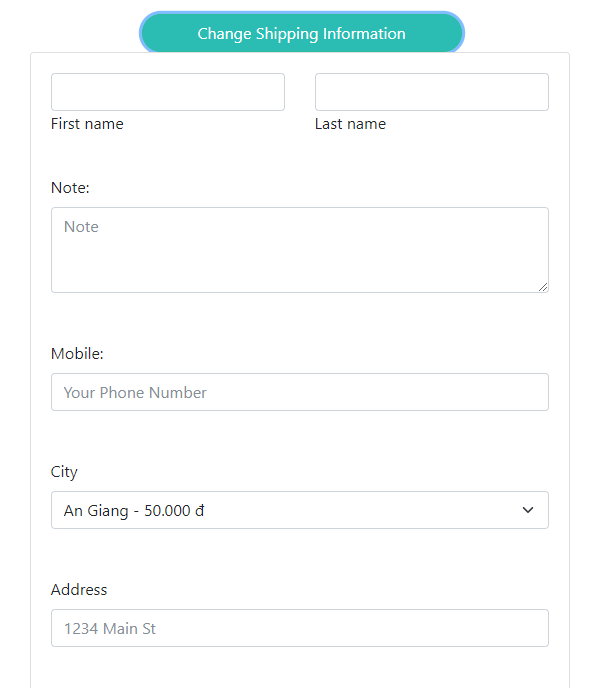 Change Shipping Information
First name Last name
Note:
Note
Mobile:
Your Phone Number
City
An Giang - 50.000 đ
Address
1234 Main St